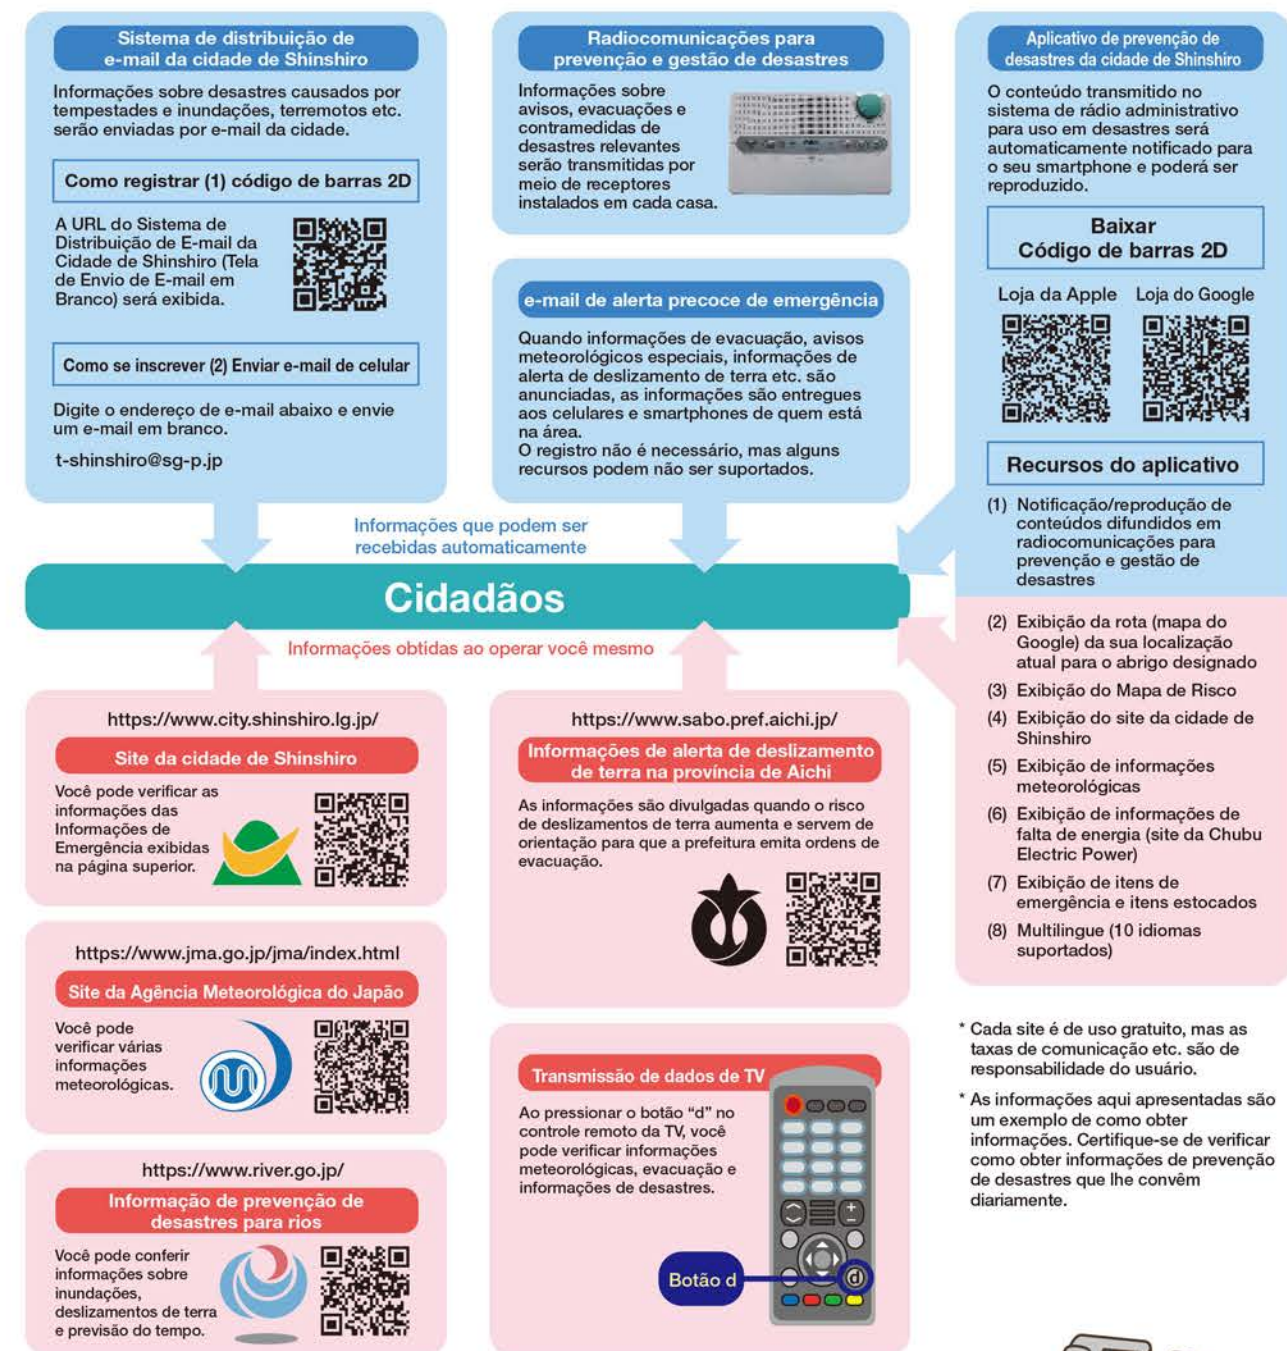 Sistema de distribuição de
e-mail da cidade de Shinshiro
Informações sobre desastres causados por
tempestades e inundações, terremotos etc.
serão enviadas por e-mail da cidade.
Como registrar (1) código de barras 2D
A URL do Sistema de
Distribuição de E-mail da
Cidade de Shinshiro (Tela
de Envio de E-mail em
Branco) será exibida.
Como se inscrever (2) Enviar e-mail de celular
Digite o endereço de e-mail abaixo e envie
um e-mail em branco.
t-shinshiro@sg-p.jp
Radiocomunicações para
prevenção e gestão de desastres
Informações sobre
avisos, evacuações e
contramedidas de
desastres relevantes
serão transmitidas por
meio de receptores
instalados em cada casa.
e-mail de alerta precoce de emergência
Quando informações de evacuação, avisos
meteorológicos especiais, informações de
alerta de deslizamento de terra etc. são
anunciadas, as informações são entregues
aos celulares e smartphones de quem está
na área.
O registro não é necessário, mas alguns
recursos podem não ser suportados.
Aplicativo de prevenção de
desastres da cidade de Shinshiro
O conteúdo transmitido no
sistema de rádio administrativo
para uso em desastres será
automaticamente notificado para
o seu smartphone e poderá ser
reproduzido.
Baixar
Código de barras 2D
Loja da Apple Loja do Google
Recursos do aplicativo
(1) Notificação/reprodução de
conteúdos difundidos em
radiocomunicações para
prevenção e gestão de
desastres
(2) Exibição da rota (mapa do
Google) da sua localização
atual para o abrigo designado
(3) Exibição do Mapa de Risco
(4) Exibição do site da cidade de
Shinshiro
(5) Exibição de informações
meteorológicas
(6) Exibição de informações de
falta de energia (site da Chubu
Electric Power)
(7) Exibição de itens de
emergência e itens estocados
(8) Multilingue (10 idiomas
suportados)
Informações que podem ser
recebidas automaticamente
Cidadãos
Informações obtidas ao operar você mesmo
https://www.city.shinshiro.lg.jp/
Site da cidade de Shinshiro
Você pode verificar as
informações das
Informações de
Emergência exibidas
na página superior.
https://www.jma.go.jp/jma/index.html
Site da Agência Meteorológica do Japão
Você pode
verificar várias
informações
meteorológicas.
https://www.river.go.jp/
Informação de prevenção de
desastres para rios
Você pode conferir
informações sobre
inundações,
deslizamentos de terra
e previsão do tempo.
https://www.sabo.pref.aichi.jp/
Informações de alerta de deslizamento
de terra na província de Aichi
As informações são divulgadas quando o risco
de deslizamentos de terra aumenta e servem de
orientação para que a prefeitura emita ordens de
evacuação.
Transmissão de dados de TV
Ao pressionar o botão “d” no
controle remoto da TV, você
pode verificar informações
meteorológicas, evacuação e
informações de desastres.
Botão d
d
* Cada site é de uso gratuito, mas as
taxas de comunicação etc. são de
responsabilidade do usuário.
* As informações aqui apresentadas são
um exemplo de como obter
informações. Certifique-se de verificar
como obter informações de prevenção
de desastres que lhe convêm
diariamente.